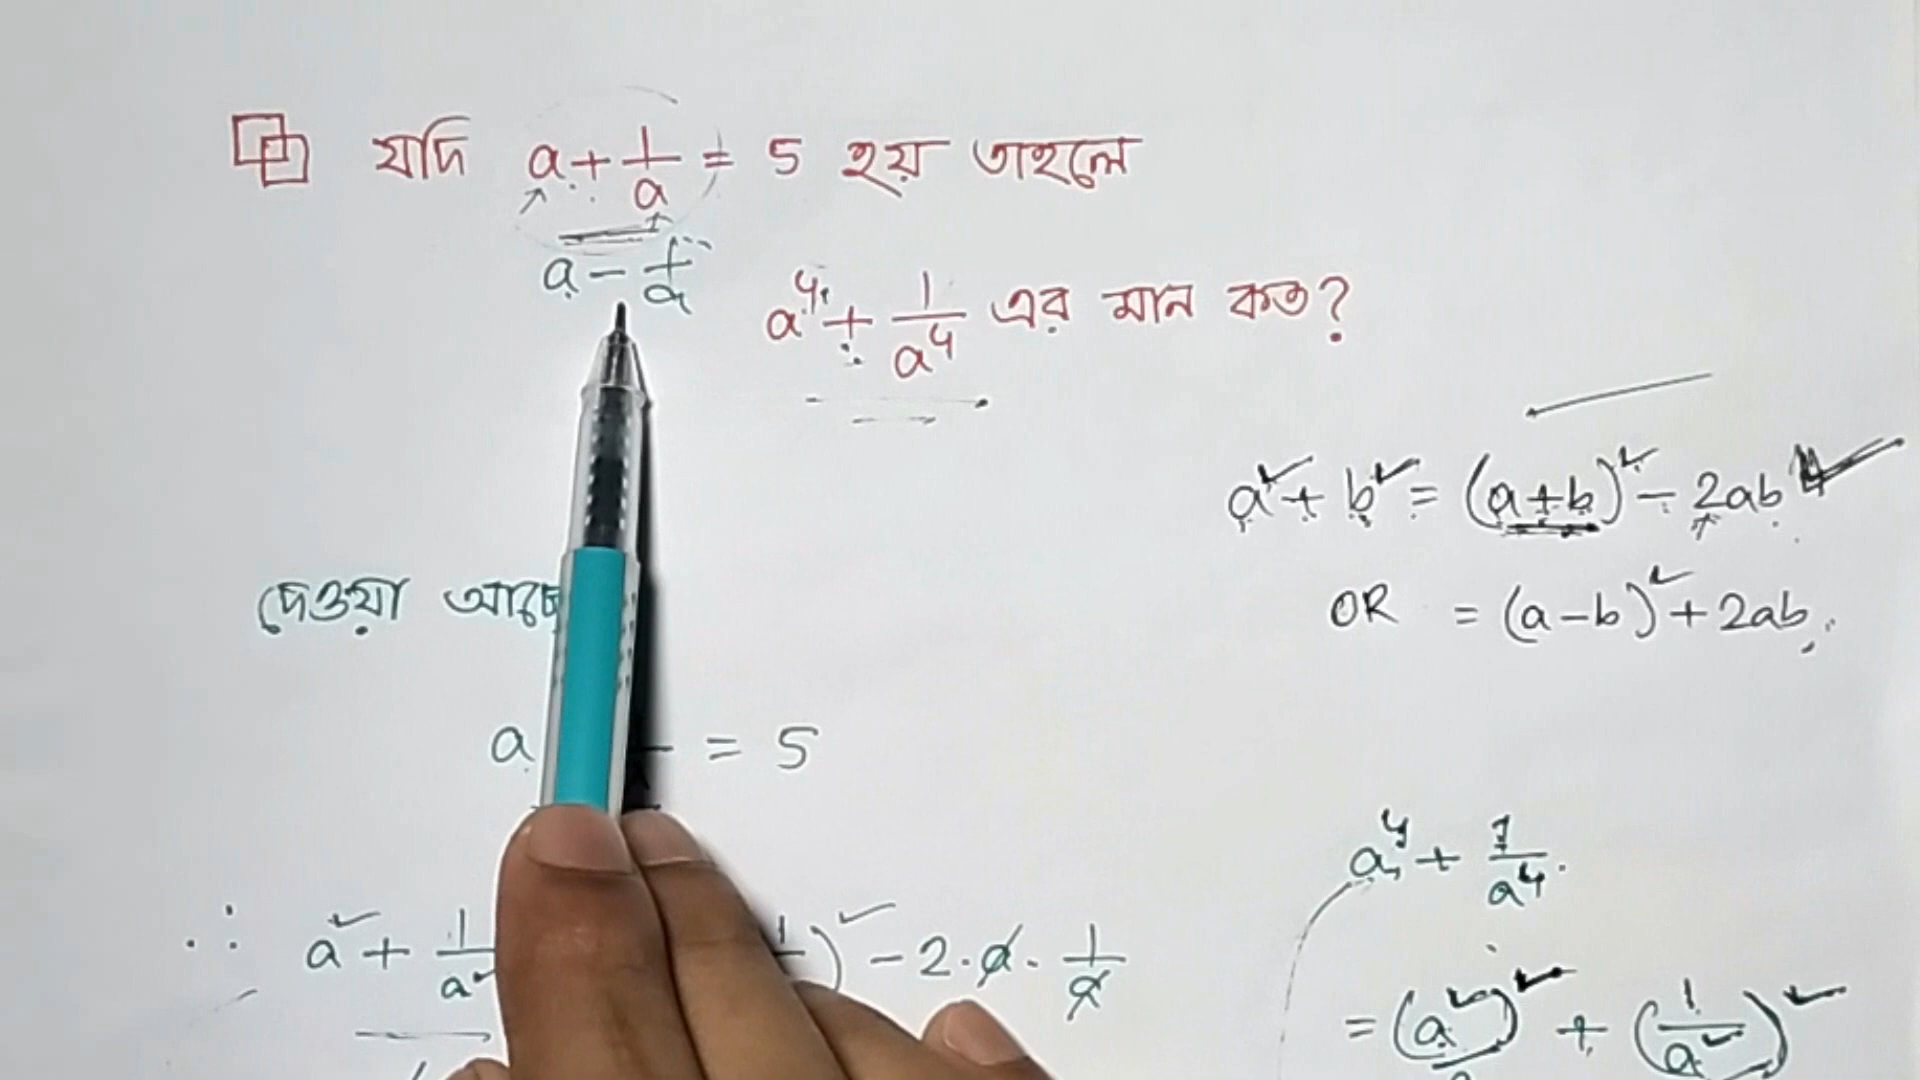 যদি a + 1/a = 5 হয় তাহলে
a - 1/a
a⁴ + 1/a⁴ এর মান কত?
a² + b² = (a+b)² - 2ab
OR = (a-b)² + 2ab
দেওয়া আছে
a = 5
a⁴ + 1/a⁴
∴ a² + 1/a² )² - 2·a·1/a
= (a²)² + (1/a²)²